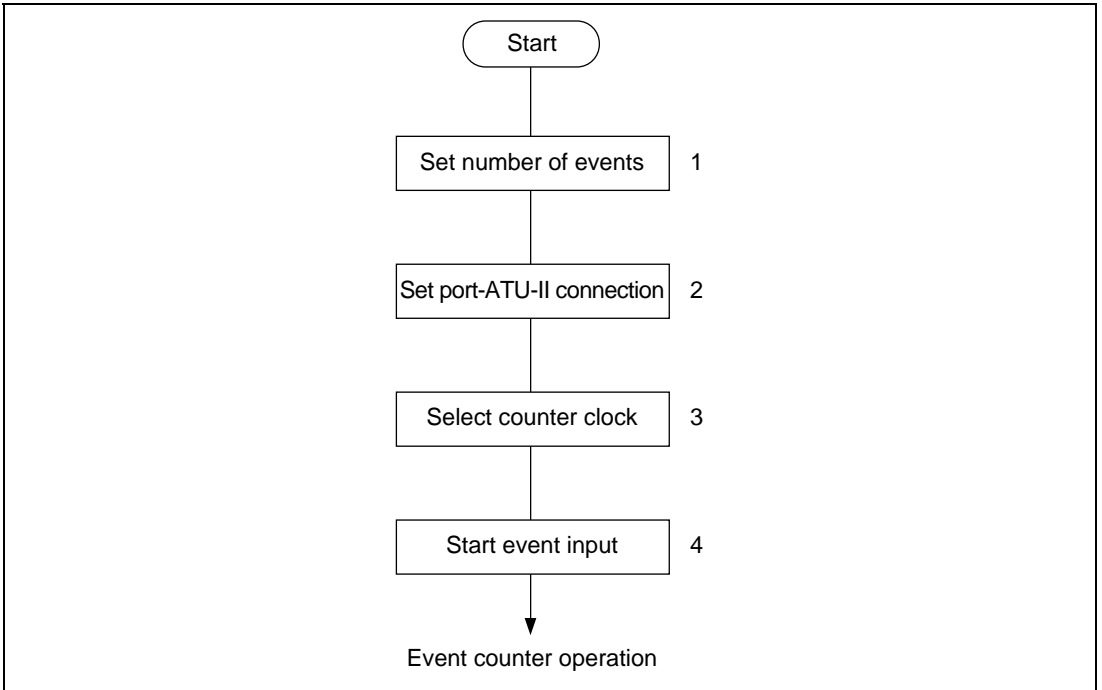 Start
Set number of events 1
Set port-ATU-II connection 2
Select counter clock 3
Start event input 4
Event counter operation